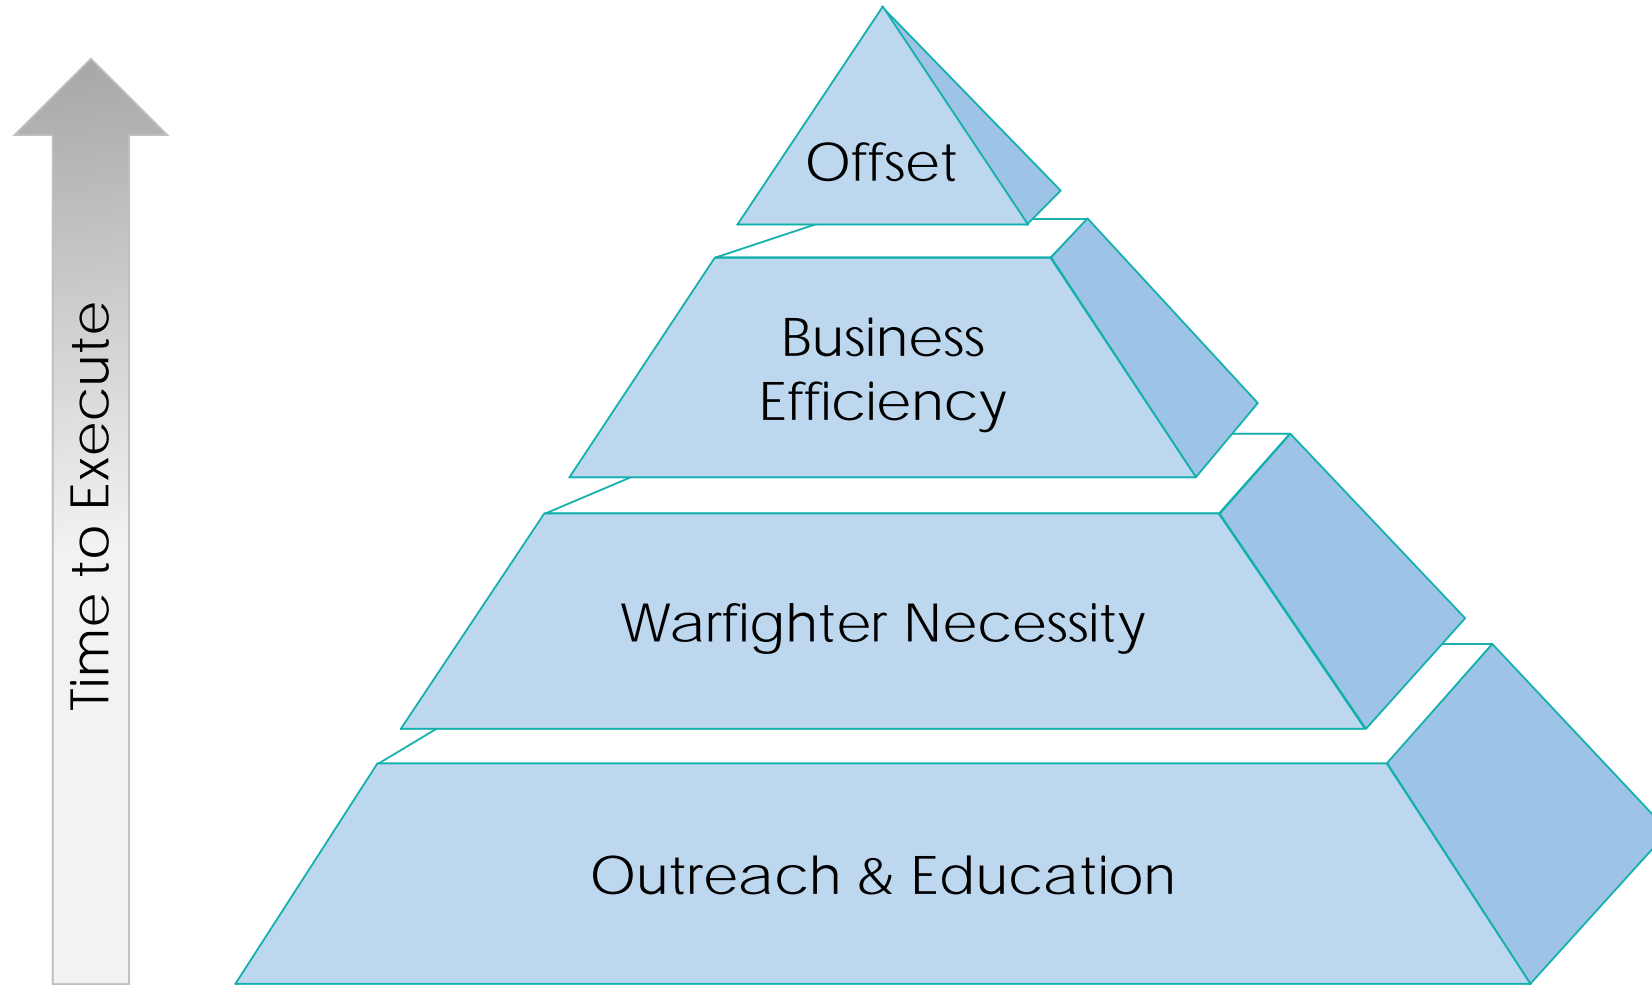 Offset
Business
Efficiency
Warfighter Necessity
Outreach & Education
Time to Execute